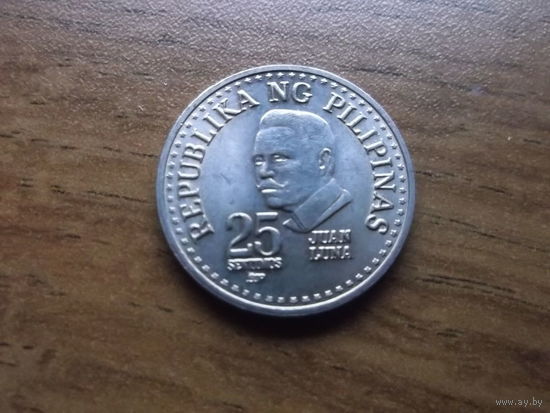 REPUBLIKA NG PILIPINAS
25
SENTIMOS
JUAN
LUNA
www.ay.by